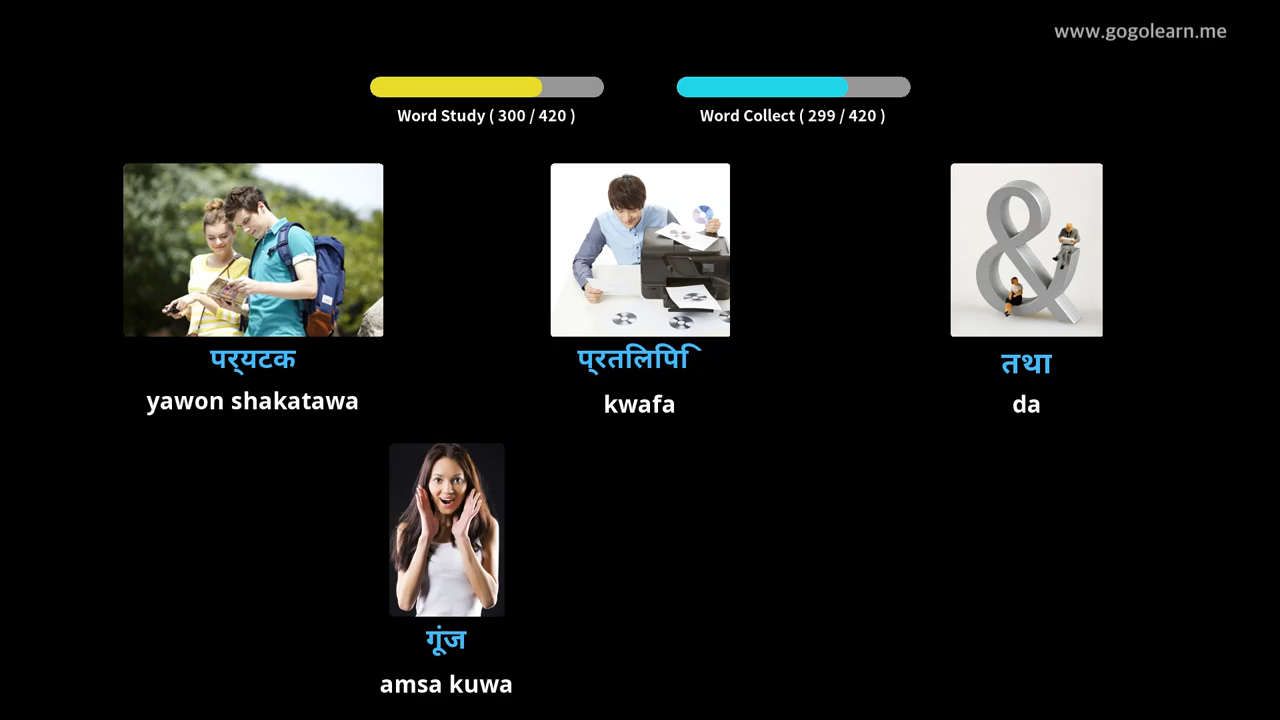 www.gogolearn.me
Word Study ( 300 / 420 )
Word Collect ( 299 / 420 )
पर्यटक
प्रतलिपिि
तथा
yawon shakatawa
kwafa
da
गूंज
amsa kuwa